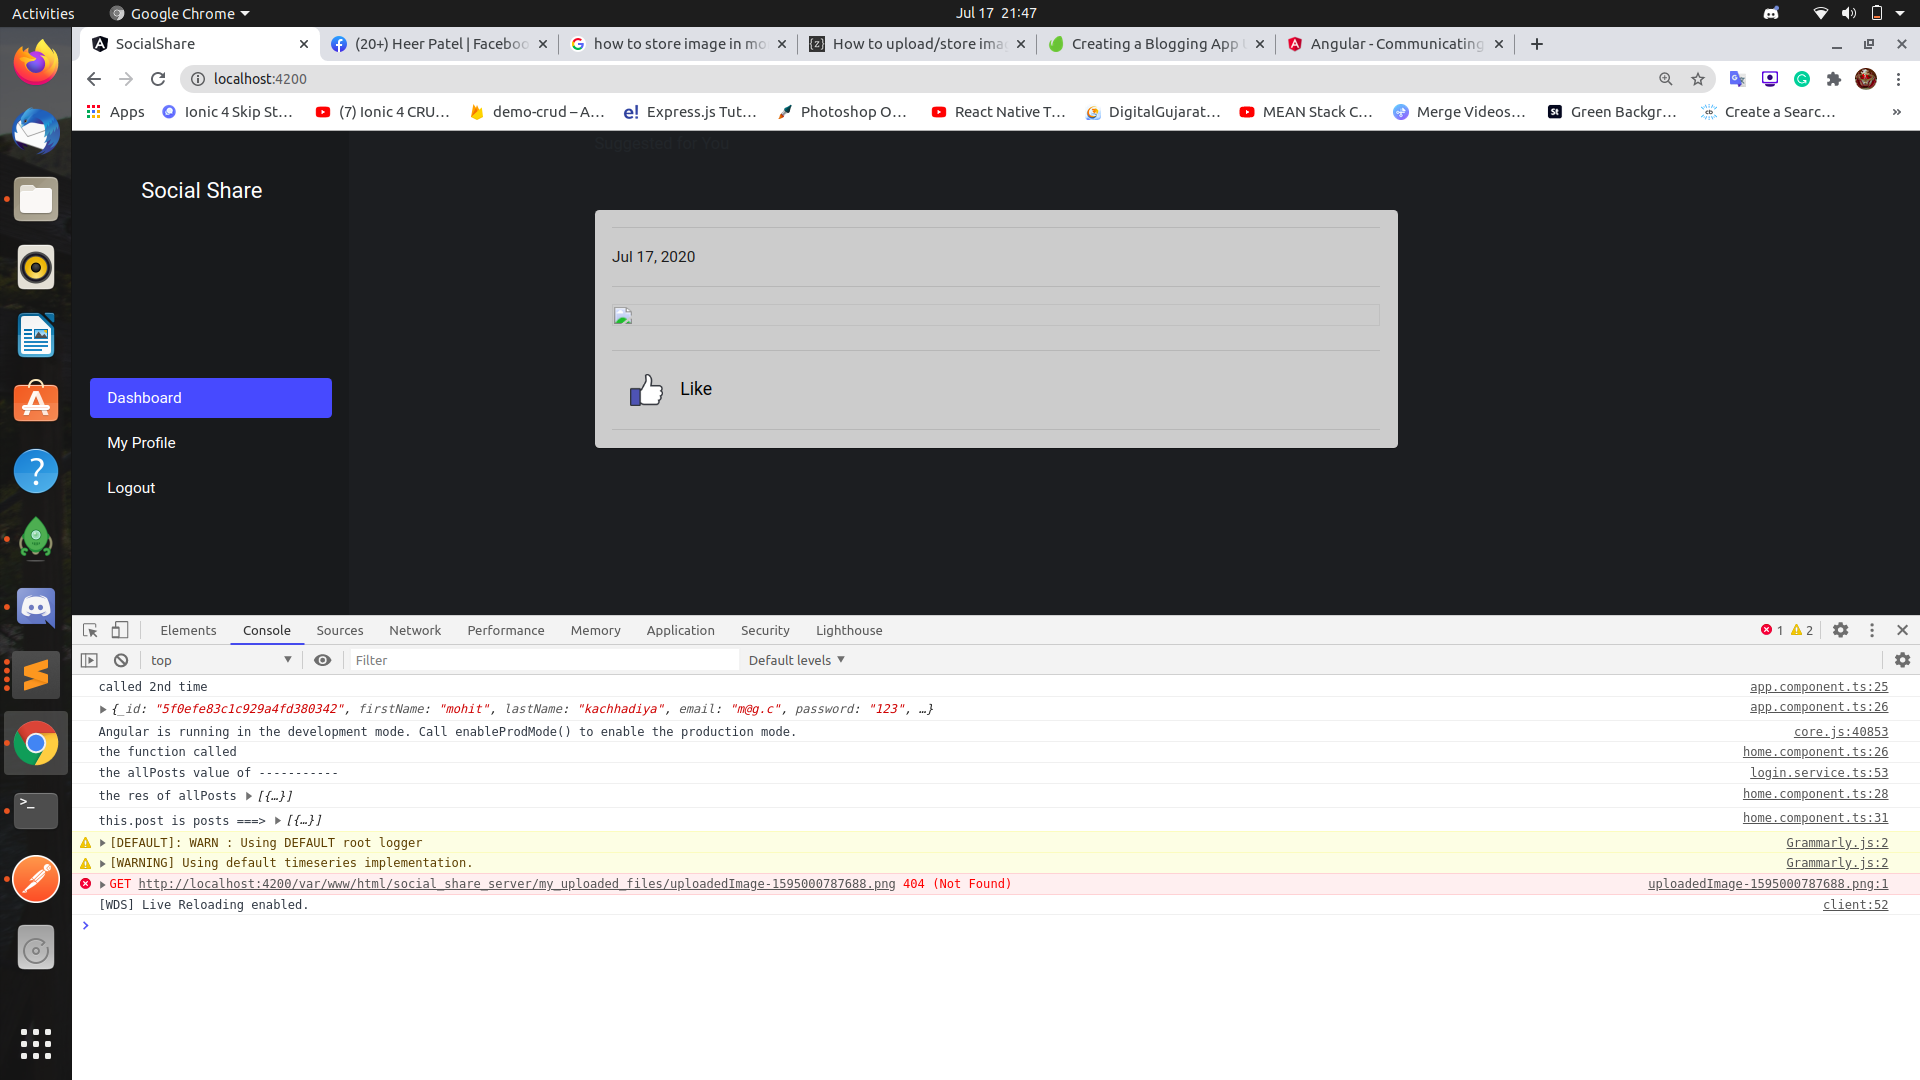 Activities Google Chrome Jul 17 21:47
SocialShare (20+) Heer Patel | Faceboo how to store image in mo How to upload/store ima Creating a Blogging App U Angular - Communicating
localhost:4200
Apps Ionic 4 Skip St... (7) Ionic 4 CRU... demo-crud – A... Express.js Tut... Photoshop O... React Native T... DigitalGujarat... MEAN Stack C... Merge Videos... Green Backgr... Create a Searc... »
Suggested for You
Social Share
Jul 17, 2020
Like
Dashboard
My Profile
Logout
Elements Console Sources Network Performance Memory Application Security Lighthouse 1 2
top Filter Default levels
called 2nd time app.component.ts:25
{_id: "5f0efe83c1c929a4fd380342", firstName: "mohit", lastName: "kachhadiya", email: "m@g.c", password: "123", …} app.component.ts:26
Angular is running in the development mode. Call enableProdMode() to enable the production mode. core.js:40853
the function called home.component.ts:26
the allPosts value of ----------- login.service.ts:53
the res of allPosts [{…}] home.component.ts:28
this.post is posts ===> [{…}] home.component.ts:31
[DEFAULT]: WARN : Using DEFAULT root logger Grammarly.js:2
[WARNING] Using default timeseries implementation. Grammarly.js:2
GET http://localhost:4200/var/www/html/social_share_server/my_uploaded_files/uploadedImage-1595000787688.png 404 (Not Found) uploadedImage-1595000787688.png:1
[WDS] Live Reloading enabled. client:52